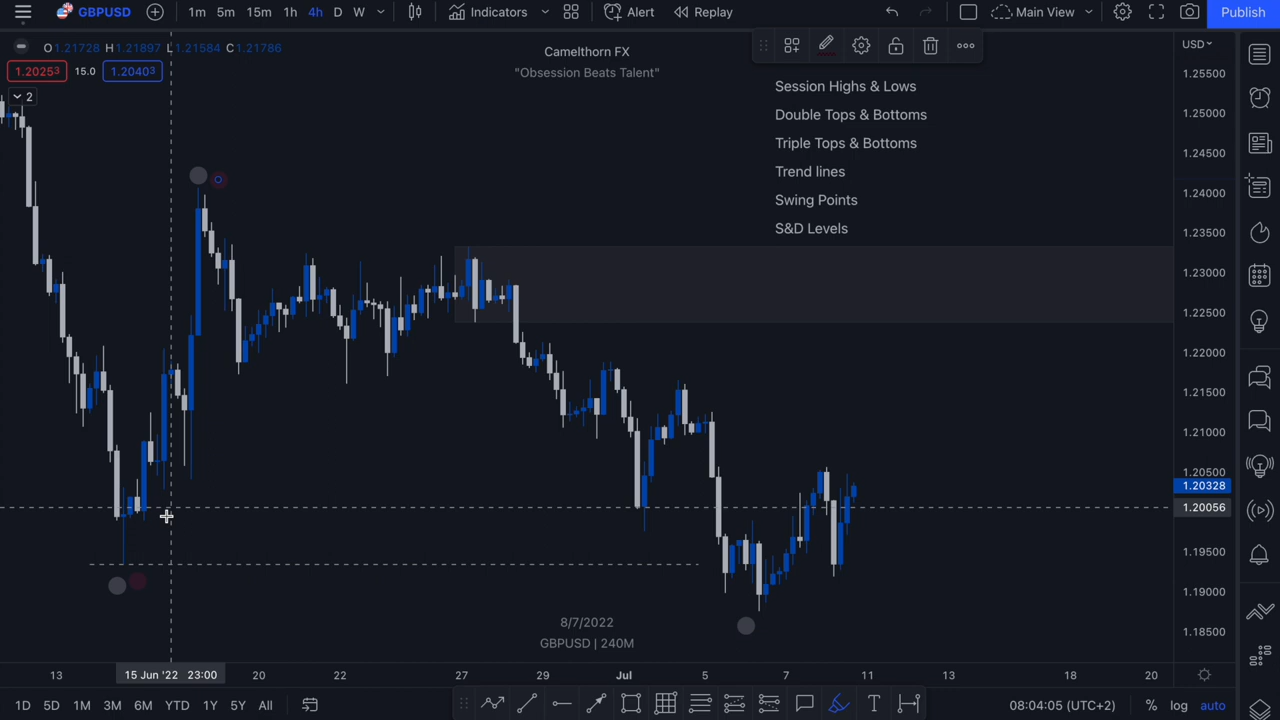 GBPUSD 1m 5m 15m 1h 4h D W Indicators Alert Replay Main View Publish
O1.21728 H1.21897 L1.21584 C1.21786
1.20253 15.0 1.20403
2
Camelthorn FX
"Obsession Beats Talent"
Session Highs & Lows
Double Tops & Bottoms
Triple Tops & Bottoms
Trend lines
Swing Points
S&D Levels
USD
1.25500
1.25000
1.24500
1.24000
1.23500
1.23000
1.22500
1.22000
1.21500
1.21000
1.20500
1.20328
1.20056
1.19500
1.19000
1.18500
8/7/2022
GBPUSD | 240M
13 15 Jun '22 23:00 20 22 27 29 Jul 5 7 11 13 18 20
1D 5D 1M 3M 6M YTD 1Y 5Y All 08:04:05 (UTC+2) % log auto